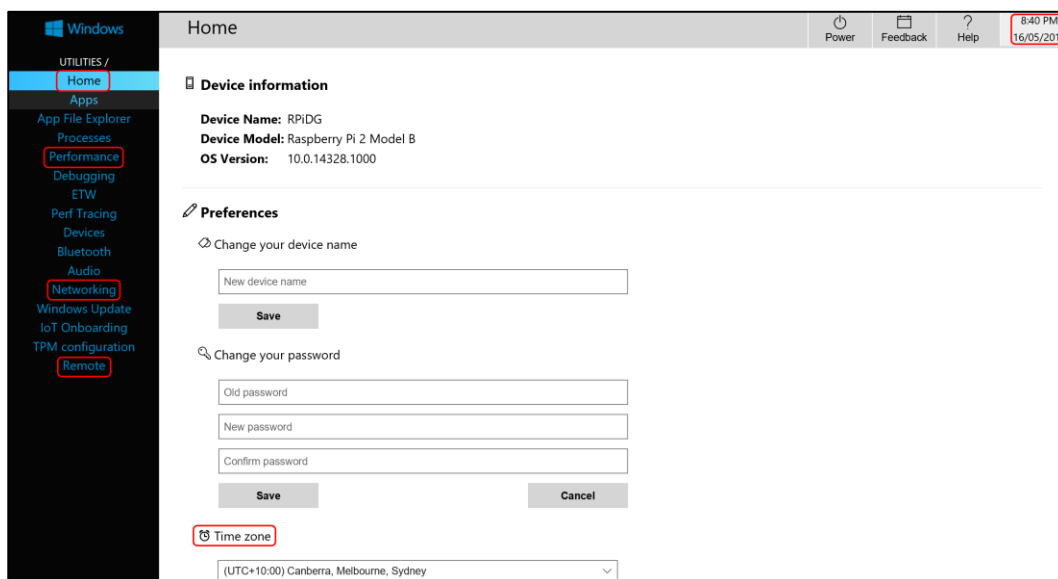 Windows
Home
Power
Feedback
Help
8:40 PM
16/05/201
UTILITIES /
Home
Apps
App File Explorer
Processes
Performance
Debugging
ETW
Perf Tracing
Devices
Bluetooth
Audio
Networking
Windows Update
IoT Onboarding
TPM configuration
Remote
Device information
Device Name: RPiDG
Device Model: Raspberry Pi 2 Model B
OS Version: 10.0.14328.1000
Preferences
Change your device name
New device name
Save
Change your password
Old password
New password
Confirm password
Save Cancel
Time zone
(UTC+10:00) Canberra, Melbourne, Sydney